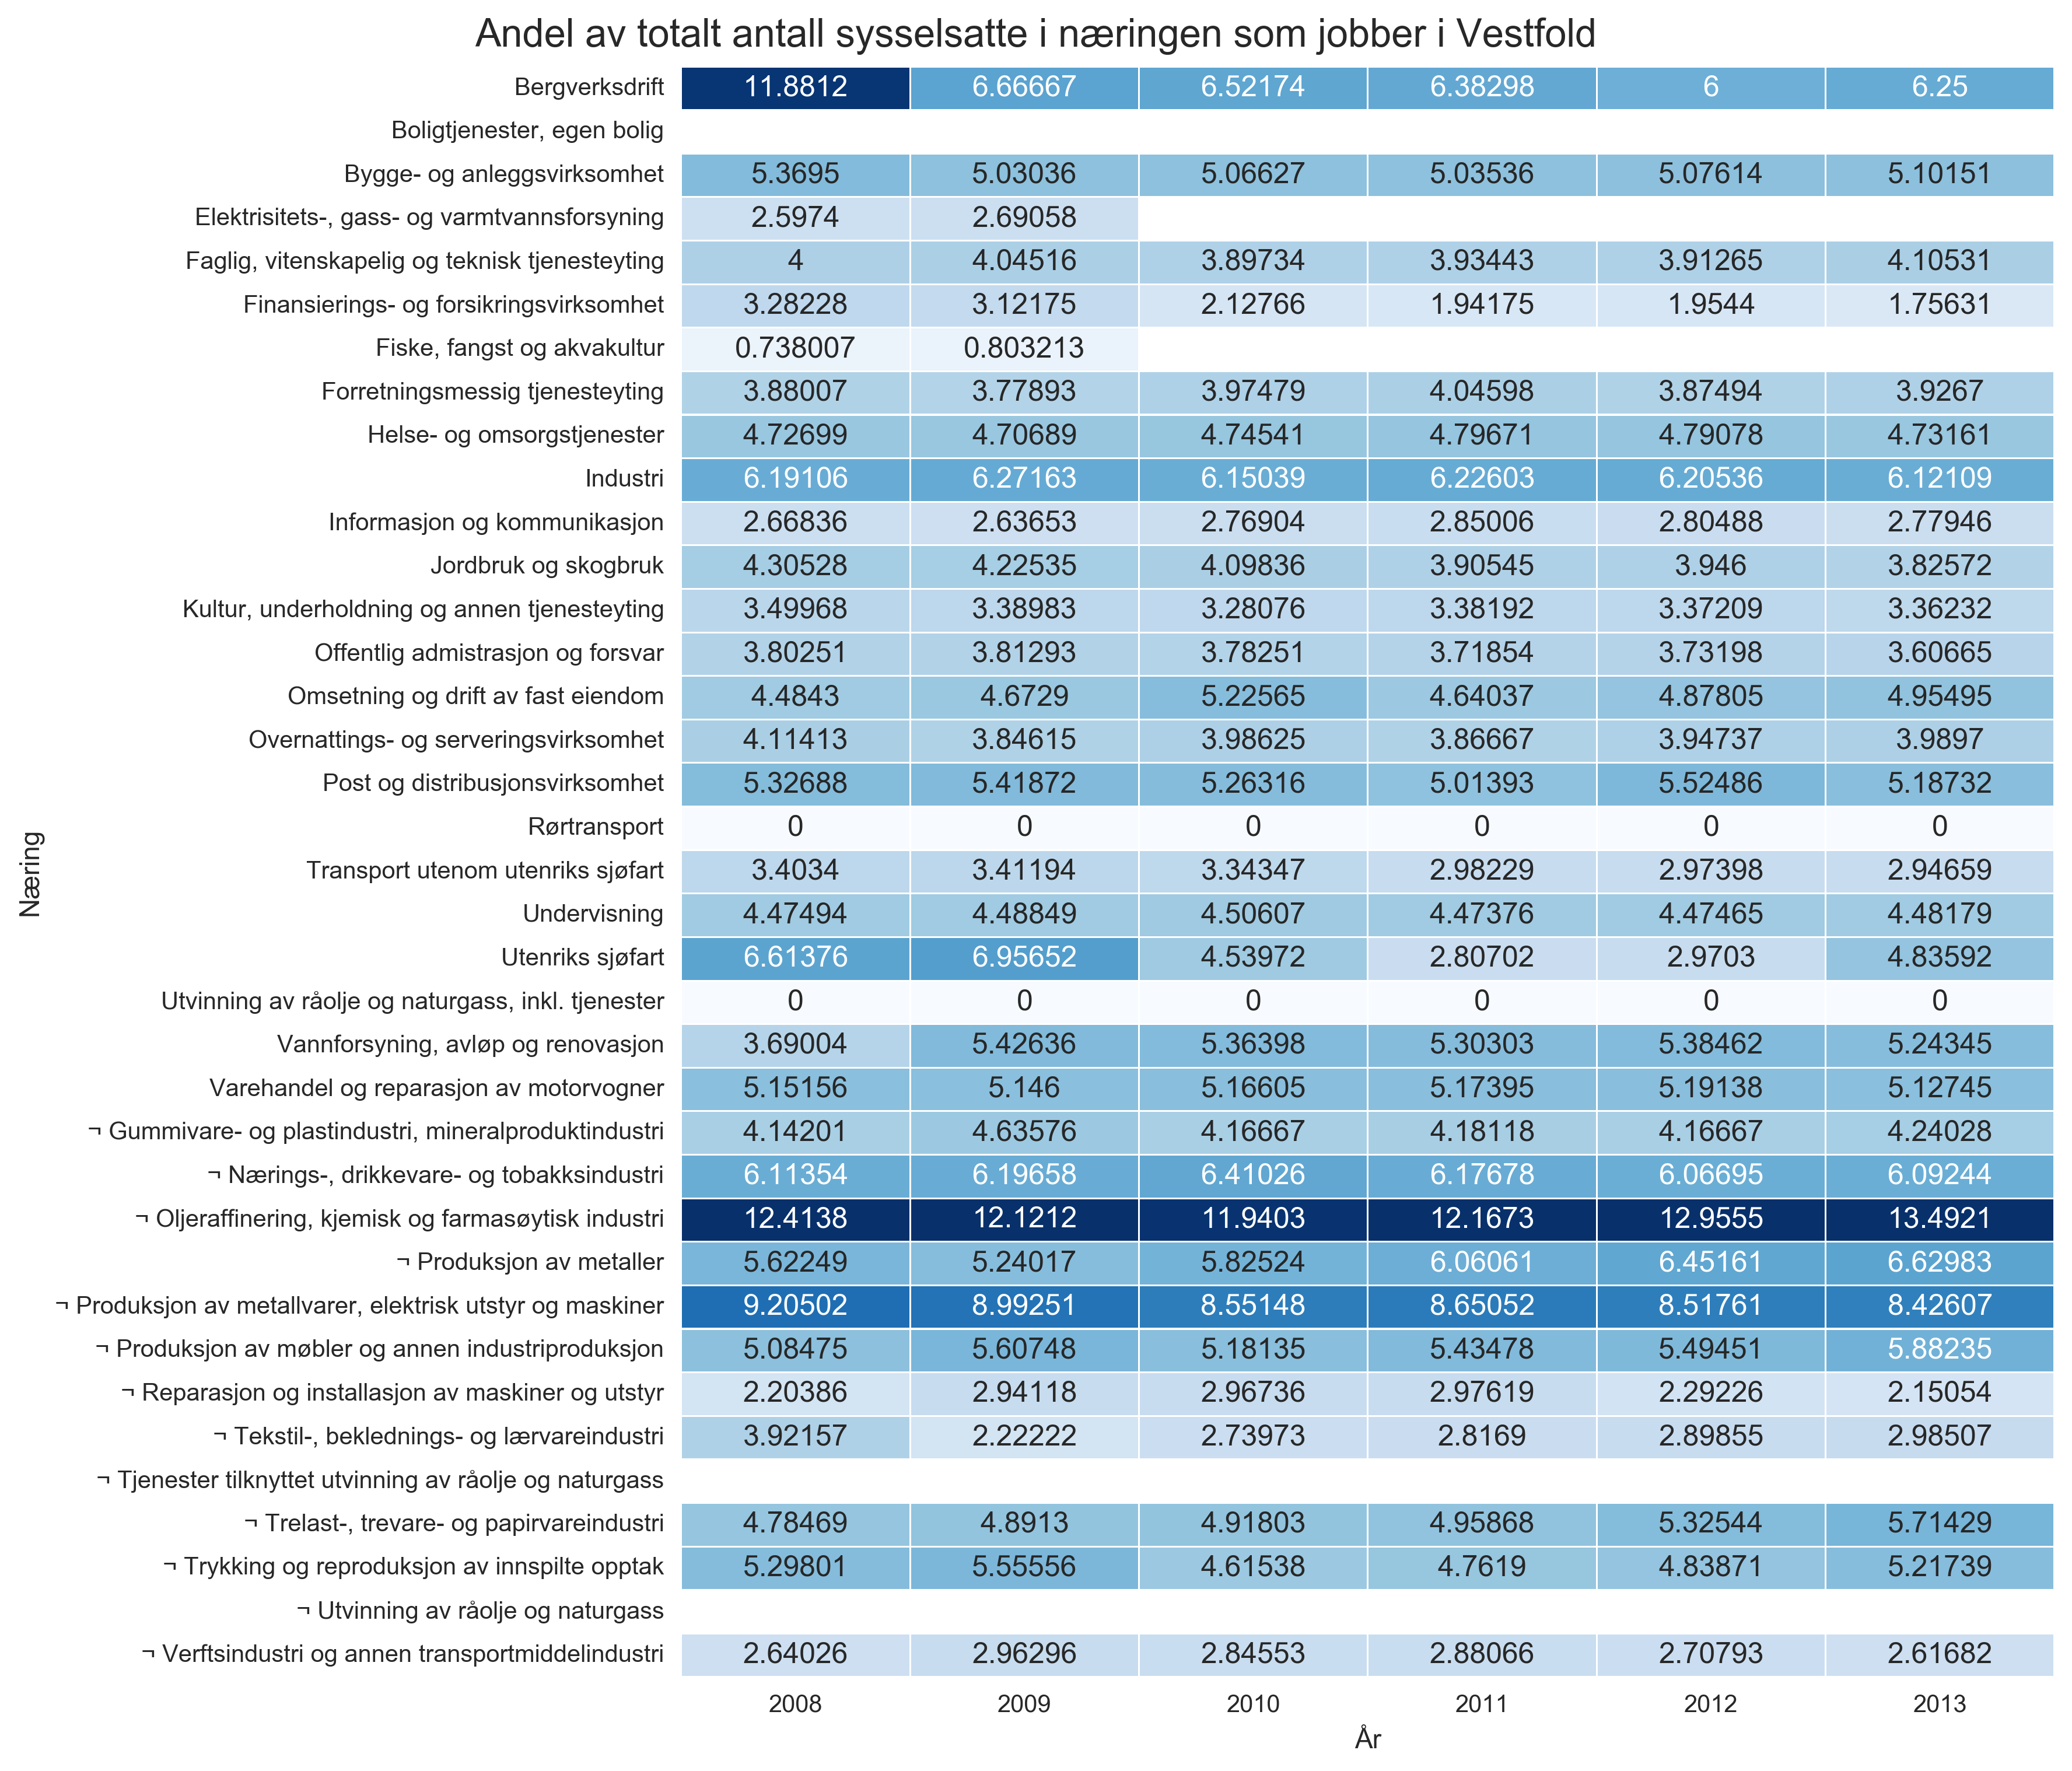 Andel av totalt antall sysselsatte i næringen som jobber i Vestfold
Næring
Bergverksdrift 11.8812 6.66667 6.52174 6.38298 6 6.25
Boligtjenester, egen bolig
Bygge- og anleggsvirksomhet 5.3695 5.03036 5.06627 5.03536 5.07614 5.10151
Elektrisitets-, gass- og varmtvannsforsyning 2.5974 2.69058
Faglig, vitenskapelig og teknisk tjenesteyting 4 4.04516 3.89734 3.93443 3.91265 4.10531
Finansierings- og forsikringsvirksomhet 3.28228 3.12175 2.12766 1.94175 1.9544 1.75631
Fiske, fangst og akvakultur 0.738007 0.803213
Forretningsmessig tjenesteyting 3.88007 3.77893 3.97479 4.04598 3.87494 3.9267
Helse- og omsorgstjenester 4.72699 4.70689 4.74541 4.79671 4.79078 4.73161
Industri 6.19106 6.27163 6.15039 6.22603 6.20536 6.12109
Informasjon og kommunikasjon 2.66836 2.63653 2.76904 2.85006 2.80488 2.77946
Jordbruk og skogbruk 4.30528 4.22535 4.09836 3.90545 3.946 3.82572
Kultur, underholdning og annen tjenesteyting 3.49968 3.38983 3.28076 3.38192 3.37209 3.36232
Offentlig admistrasjon og forsvar 3.80251 3.81293 3.78251 3.71854 3.73198 3.60665
Omsetning og drift av fast eiendom 4.4843 4.6729 5.22565 4.64037 4.87805 4.95495
Overnattings- og serveringsvirksomhet 4.11413 3.84615 3.98625 3.86667 3.94737 3.9897
Post og distribusjonsvirksomhet 5.32688 5.41872 5.26316 5.01393 5.52486 5.18732
Rørtransport 0 0 0 0 0 0
Transport utenom utenriks sjøfart 3.4034 3.41194 3.34347 2.98229 2.97398 2.94659
Undervisning 4.47494 4.48849 4.50607 4.47376 4.47465 4.48179
Utenriks sjøfart 6.61376 6.95652 4.53972 2.80702 2.9703 4.83592
Utvinning av råolje og naturgass, inkl. tjenester 0 0 0 0 0 0
Vannforsyning, avløp og renovasjon 3.69004 5.42636 5.36398 5.30303 5.38462 5.24345
Varehandel og reparasjon av motorvogner 5.15156 5.146 5.16605 5.17395 5.19138 5.12745
¬ Gummivare- og plastindustri, mineralproduktindustri 4.14201 4.63576 4.16667 4.18118 4.16667 4.24028
¬ Nærings-, drikkevare- og tobakksindustri 6.11354 6.19658 6.41026 6.17678 6.06695 6.09244
¬ Oljeraffinering, kjemisk og farmasøytisk industri 12.4138 12.1212 11.9403 12.1673 12.9555 13.4921
¬ Produksjon av metaller 5.62249 5.24017 5.82524 6.06061 6.45161 6.62983
¬ Produksjon av metallvarer, elektrisk utstyr og maskiner 9.20502 8.99251 8.55148 8.65052 8.51761 8.42607
¬ Produksjon av møbler og annen industriproduksjon 5.08475 5.60748 5.18135 5.43478 5.49451 5.88235
¬ Reparasjon og installasjon av maskiner og utstyr 2.20386 2.94118 2.96736 2.97619 2.29226 2.15054
¬ Tekstil-, beklednings- og lærvareindustri 3.92157 2.22222 2.73973 2.8169 2.89855 2.98507
¬ Tjenester tilknyttet utvinning av råolje og naturgass
¬ Trelast-, trevare- og papirvareindustri 4.78469 4.8913 4.91803 4.95868 5.32544 5.71429
¬ Trykking og reproduksjon av innspilte opptak 5.29801 5.55556 4.61538 4.7619 4.83871 5.21739
¬ Utvinning av råolje og naturgass
¬ Verftsindustri og annen transportmiddelindustri 2.64026 2.96296 2.84553 2.88066 2.70793 2.61682
2008 2009 2010 2011 2012 2013
År